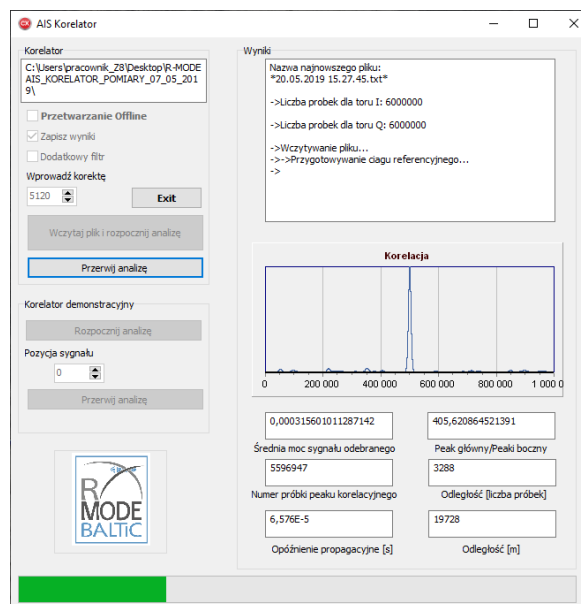 AIS Korelator
Korelator
C:\Users\pracownik_Z8\Desktop\R-MODE
AIS_KORELATOR_POMIARY_07_05_201
9\
Przetwarzanie Offline
Zapisz wyniki
Dodatkowy filtr
Wprowadź korektę
5120
Exit
Wczytaj plik i rozpocznij analizę
Przerwij analizę
Korelator demonstracyjny
Rozpocznij analizę
Pozycja sygnału
0
Przerwij analizę
R
MODE
BALTIC
Wyniki
Nazwa najnowszego pliku:
*20.05.2019 15.27.45.txt*
->Liczba probek dla toru I: 6000000
->Liczba probek dla toru Q: 6000000
->Wczytywanie pliku...
->->Przygotowywanie ciagu referencyjnego...
->
Korelacja
0 200 000 400 000 600 000 800 000 1 000 0
0,000315601011287142
405,620864521391
Średnia moc sygnału odebranego
Peak główny/Peaki boczny
5596947
3288
Numer próbki peaku korelacyjnego
Odległość [liczba próbek]
6,576E-5
19728
Opóźnienie propagacyjne [s]
Odległość [m]